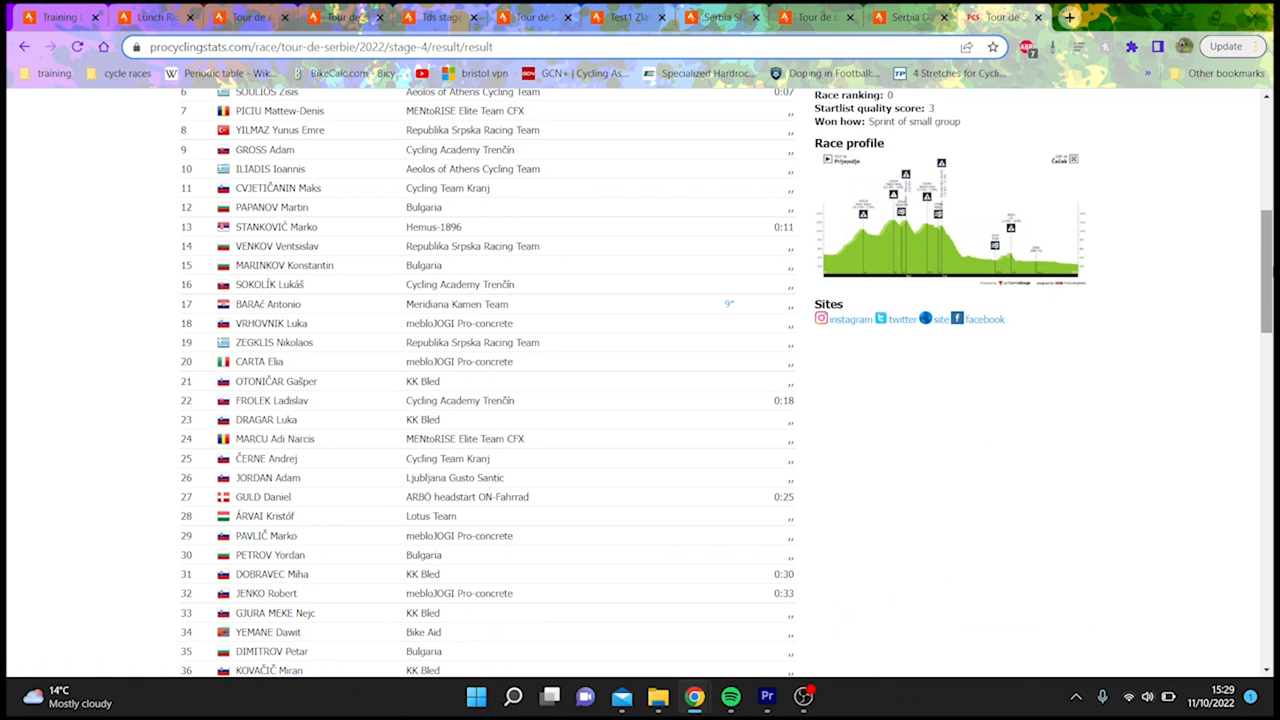 Training
Lunch Ri
Tour de s
Tour de
Tds stage
Tour de S
Test1 Zla
Serbia St
Tour de s
Serbia Da
PCS Tour de S
procyclingstats.com/race/tour-de-serbie/2022/stage-4/result/result
7
Update
training
cycle races
Periodic table - Wik...
BikeCalc.com - Bicy...
bristol vpn
GCN+ | Cycling As...
Specialized Hardroc...
Doping in Football:...
4 Stretches for Cycl...
»
Other bookmarks
6 SOULIOS Zisis Aeolos of Athens Cycling Team 0:07
7 PICIU Mattew-Denis MENtoRISE Elite Team CFX ,,
8 YILMAZ Yunus Emre Republika Srpska Racing Team ,,
9 GROSS Adam Cycling Academy Trenčín ,,
10 ILIADIS Ioannis Aeolos of Athens Cycling Team ,,
11 CVJETIČANIN Maks Cycling Team Kranj ,,
12 PAPANOV Martin Bulgaria ,,
13 STANKOVIĆ Marko Hemus-1896 0:11
14 VENKOV Ventsislav Republika Srpska Racing Team ,,
15 MARINKOV Konstantin Bulgaria ,,
16 SOKOLÍK Lukáš Cycling Academy Trenčín ,,
17 BARAć Antonio Meridiana Kamen Team 9″ ,,
18 VRHOVNIK Luka mebloJOGI Pro-concrete ,,
19 ZEGKLIS Nikolaos Republika Srpska Racing Team ,,
20 CARTA Elia mebloJOGI Pro-concrete ,,
21 OTONIČAR Gašper KK Bled ,,
22 FROLEK Ladislav Cycling Academy Trenčín 0:18
23 DRAGAR Luka KK Bled ,,
24 MARCU Adi Narcis MENtoRISE Elite Team CFX ,,
25 ČERNE Andrej Cycling Team Kranj ,,
26 JORDAN Adam Ljubljana Gusto Santic ,,
27 GULD Daniel ARBÖ headstart ON-Fahrrad 0:25
28 ÁRVAI Kristóf Lotus Team ,,
29 PAVLIČ Marko mebloJOGI Pro-concrete ,,
30 PETROV Yordan Bulgaria ,,
31 DOBRAVEC Miha KK Bled 0:30
32 JENKO Robert mebloJOGI Pro-concrete 0:33
33 GJURA MEKE Nejc KK Bled ,,
34 YEMANE Dawit Bike Aid ,,
35 DIMITROV Petar Bulgaria ,,
36 KOVAČIČ Miran KK Bled ,,
Race ranking: 0
Startlist quality score: 3
Won how: Sprint of small group
Race profile
Prijepolje
Čačak
Sites
instagram twitter site facebook
14°C
Mostly cloudy
Pr
15:29
11/10/2022
1